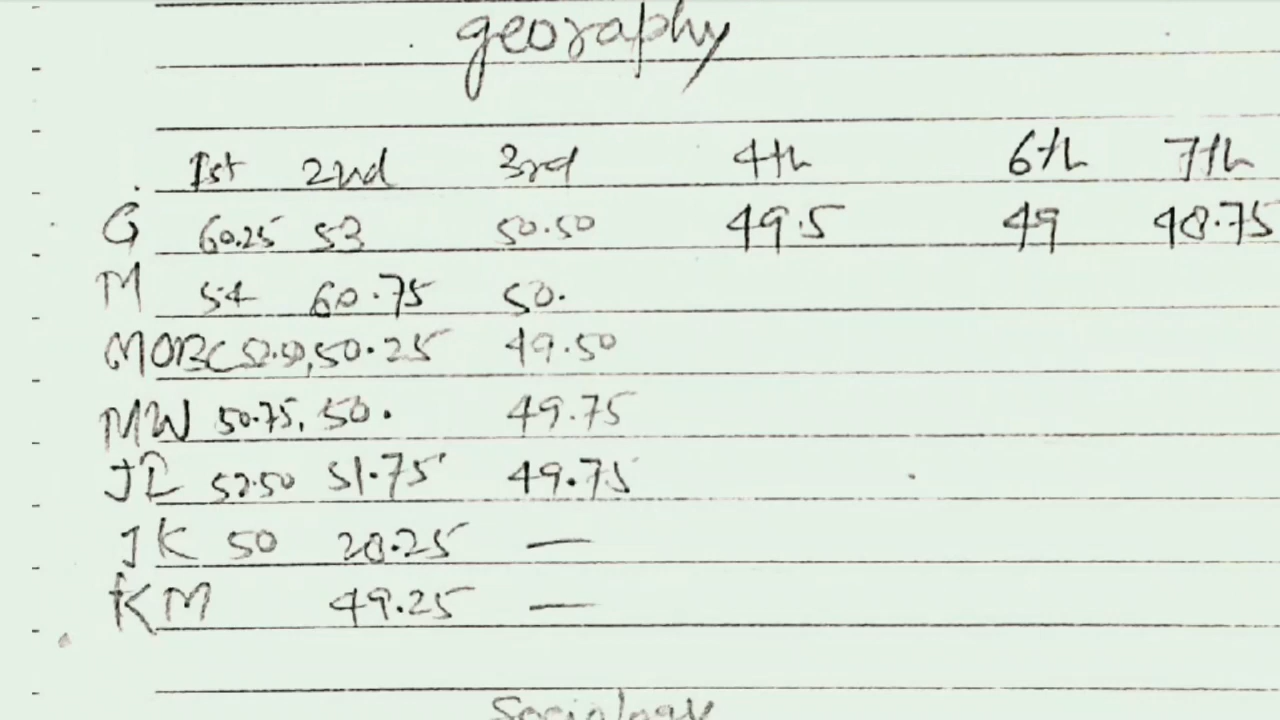 geography
1st 2nd 3rd 4th 6th 7th
G 60.25 53 50.50 49.5 49 48.75
M 54 60.75 50.
MOBC 52.50, 50.25 49.50
MW 50.75, 50. 49.75
JR 52.50 51.75 49.75
JK 50 28.25 —
KM 49.25 —
Sociology